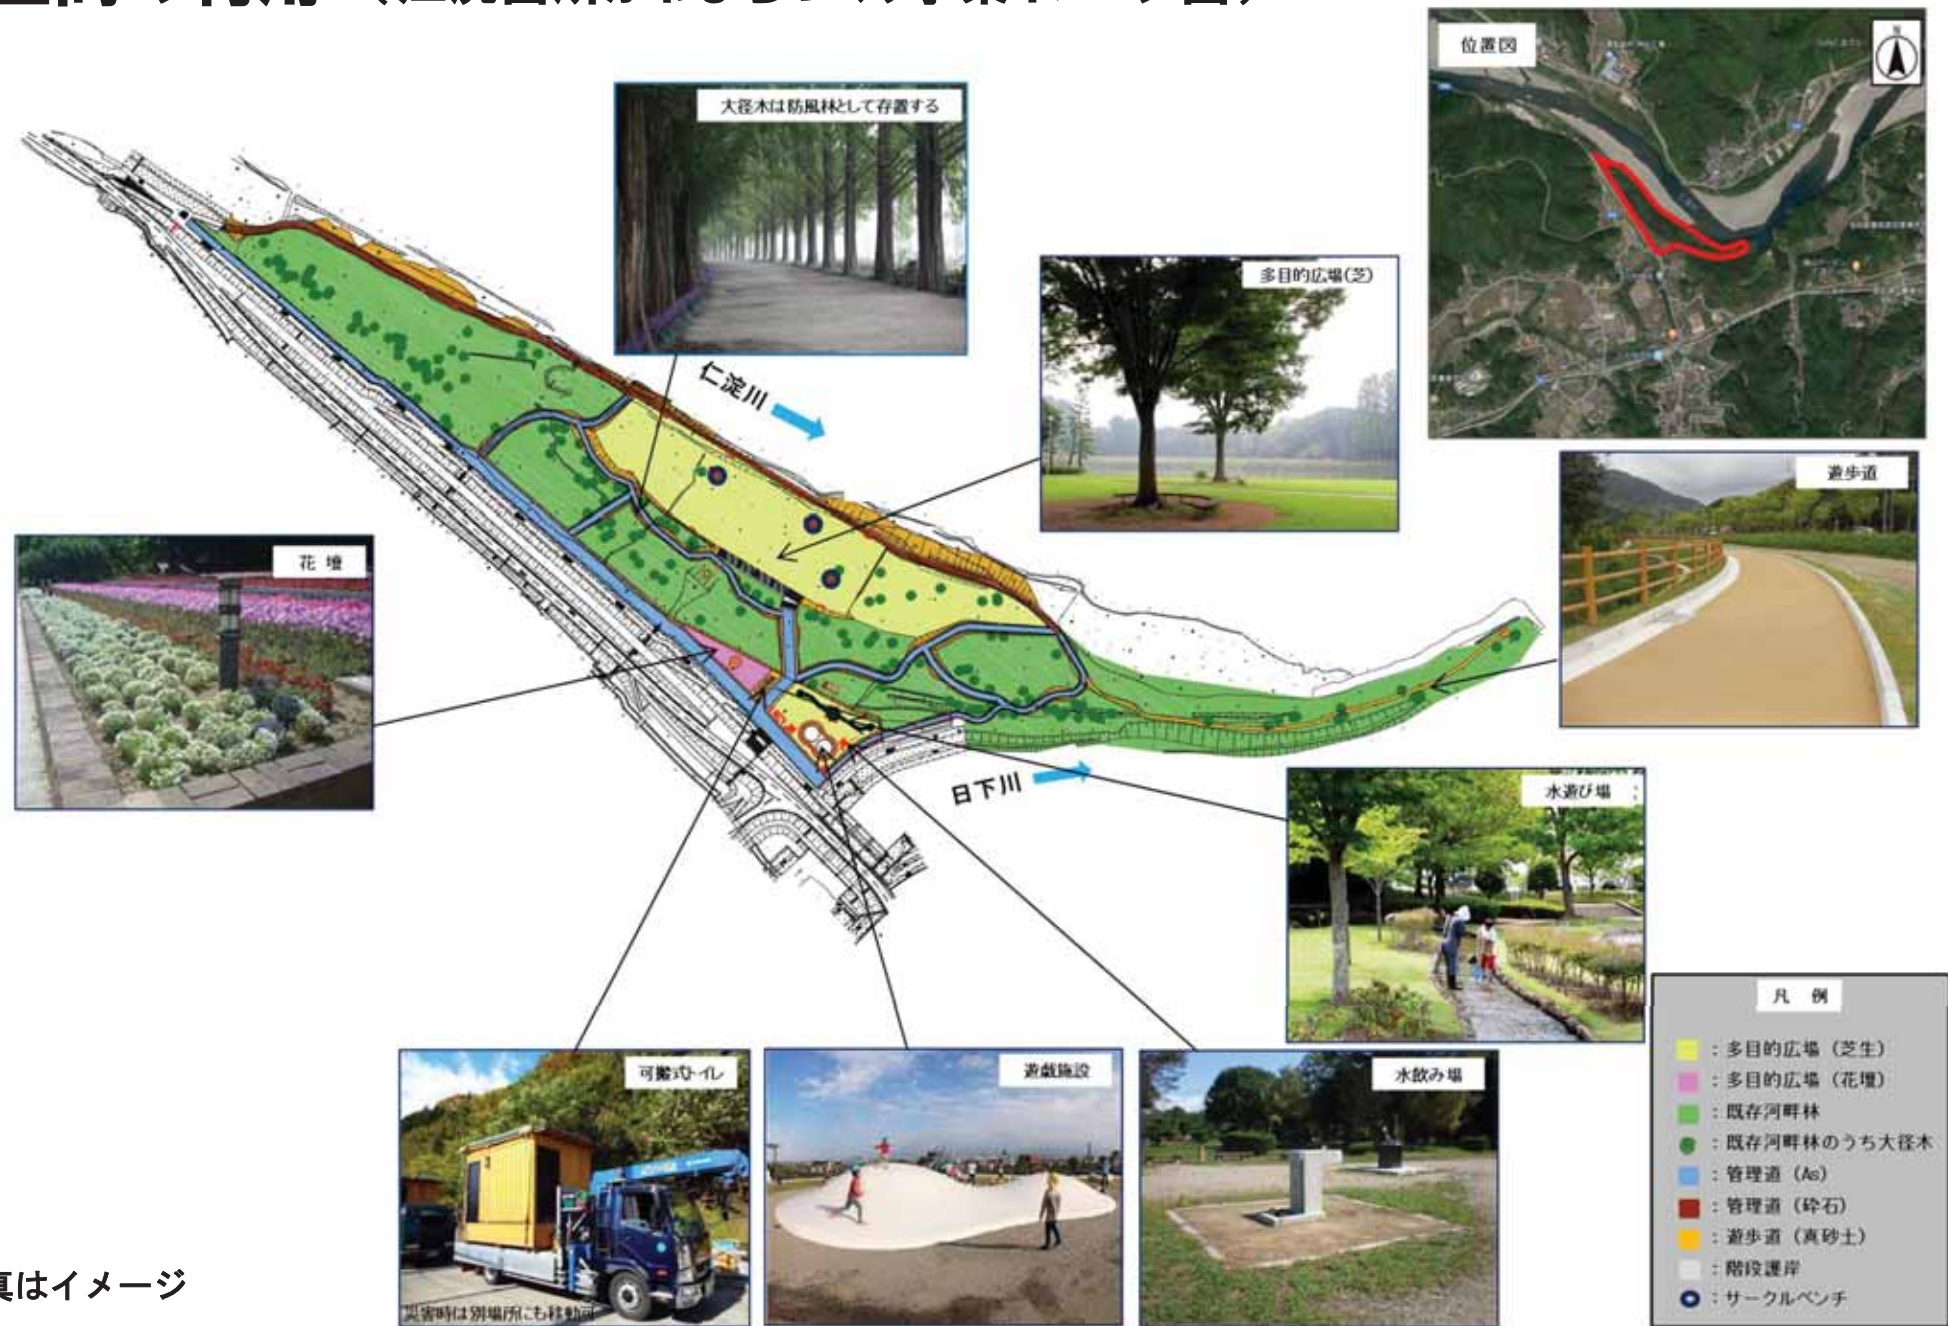 位置図
N
大径木は防風林として存置する
多目的広場(芝)
仁淀川
遊歩道
花 壇
日下川
水遊び場
可搬式トイレ
災害時は別場所にも移動可
遊戯施設
水飲み場
凡 例
：多目的広場（芝生）
：多目的広場（花壇）
：既存河畔林
：既存河畔林のうち大径木
：管理道（As）
：管理道（砕石）
：遊歩道（真砂土）
：階段護岸
：サークルベンチ
真はイメージ